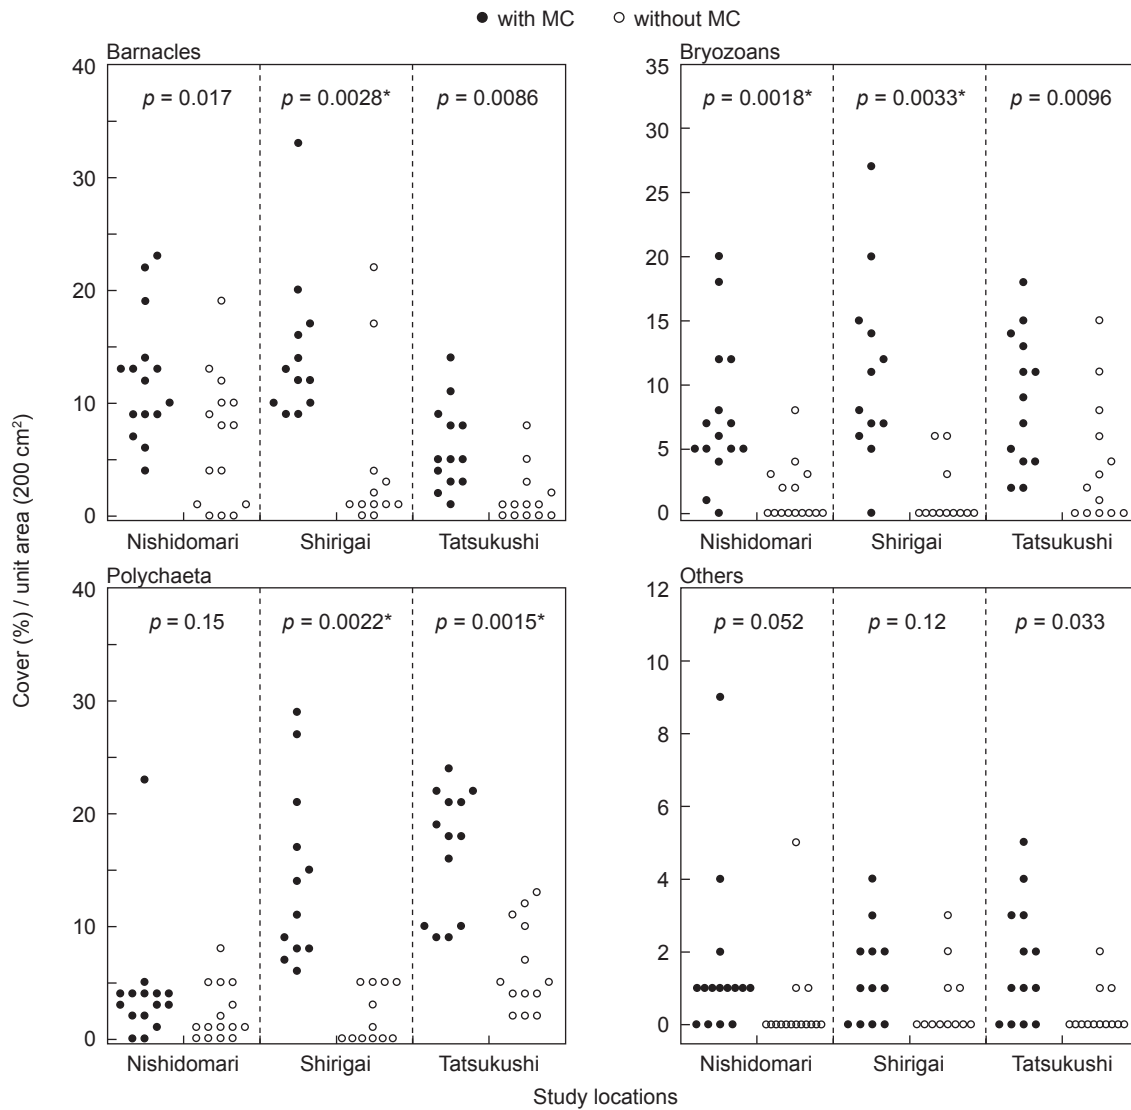 with MC without MC
Barnacles
40
30
20
10
0
p = 0.017 p = 0.0028* p = 0.0086
Nishidomari Shirigai Tatsukushi
Bryozoans
35
30
25
20
15
10
5
0
p = 0.0018* p = 0.0033* p = 0.0096
Nishidomari Shirigai Tatsukushi
Polychaeta
40
30
20
10
0
p = 0.15 p = 0.0022* p = 0.0015*
Nishidomari Shirigai Tatsukushi
Others
12
10
8
6
4
2
0
p = 0.052 p = 0.12 p = 0.033
Nishidomari Shirigai Tatsukushi
Cover (%) / unit area (200 cm²)
Study locations